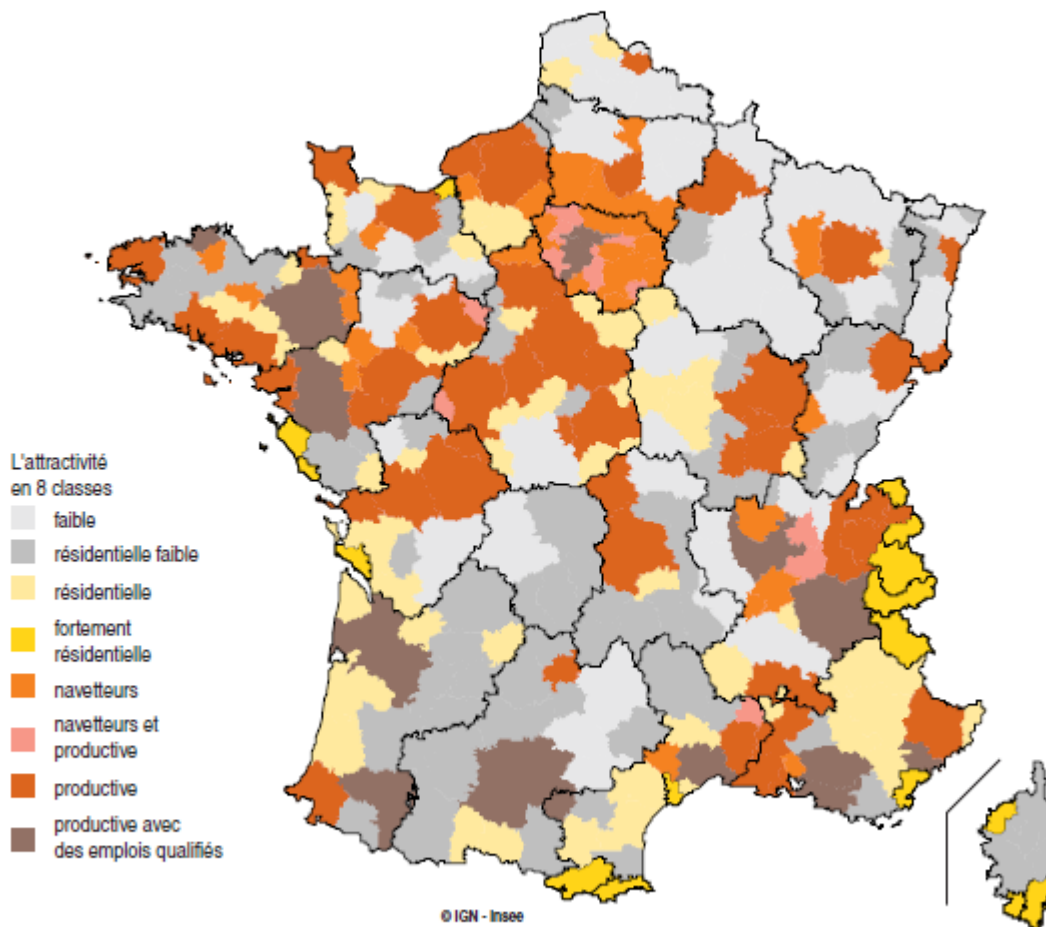 L'attractivité
en 8 classes
faible
résidentielle faible
résidentielle
fortement
résidentielle
navetteurs
navetteurs et
productive
productive
productive avec
des emplois qualifiés
© IGN - Insee